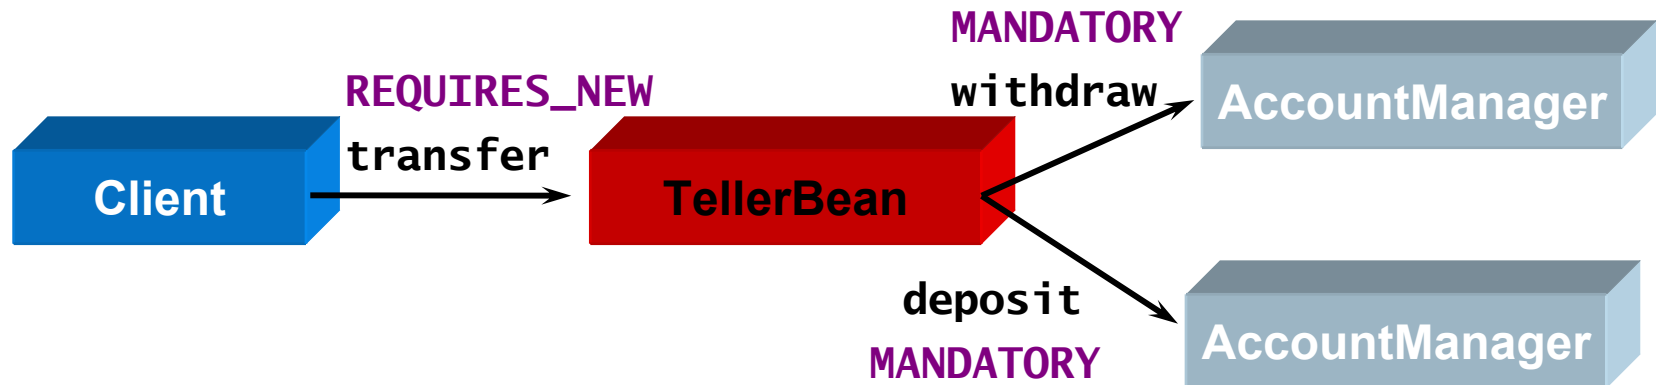 MANDATORY
withdraw
AccountManager
REQUIRES_NEW
transfer
Client
TellerBean
deposit
MANDATORY
AccountManager